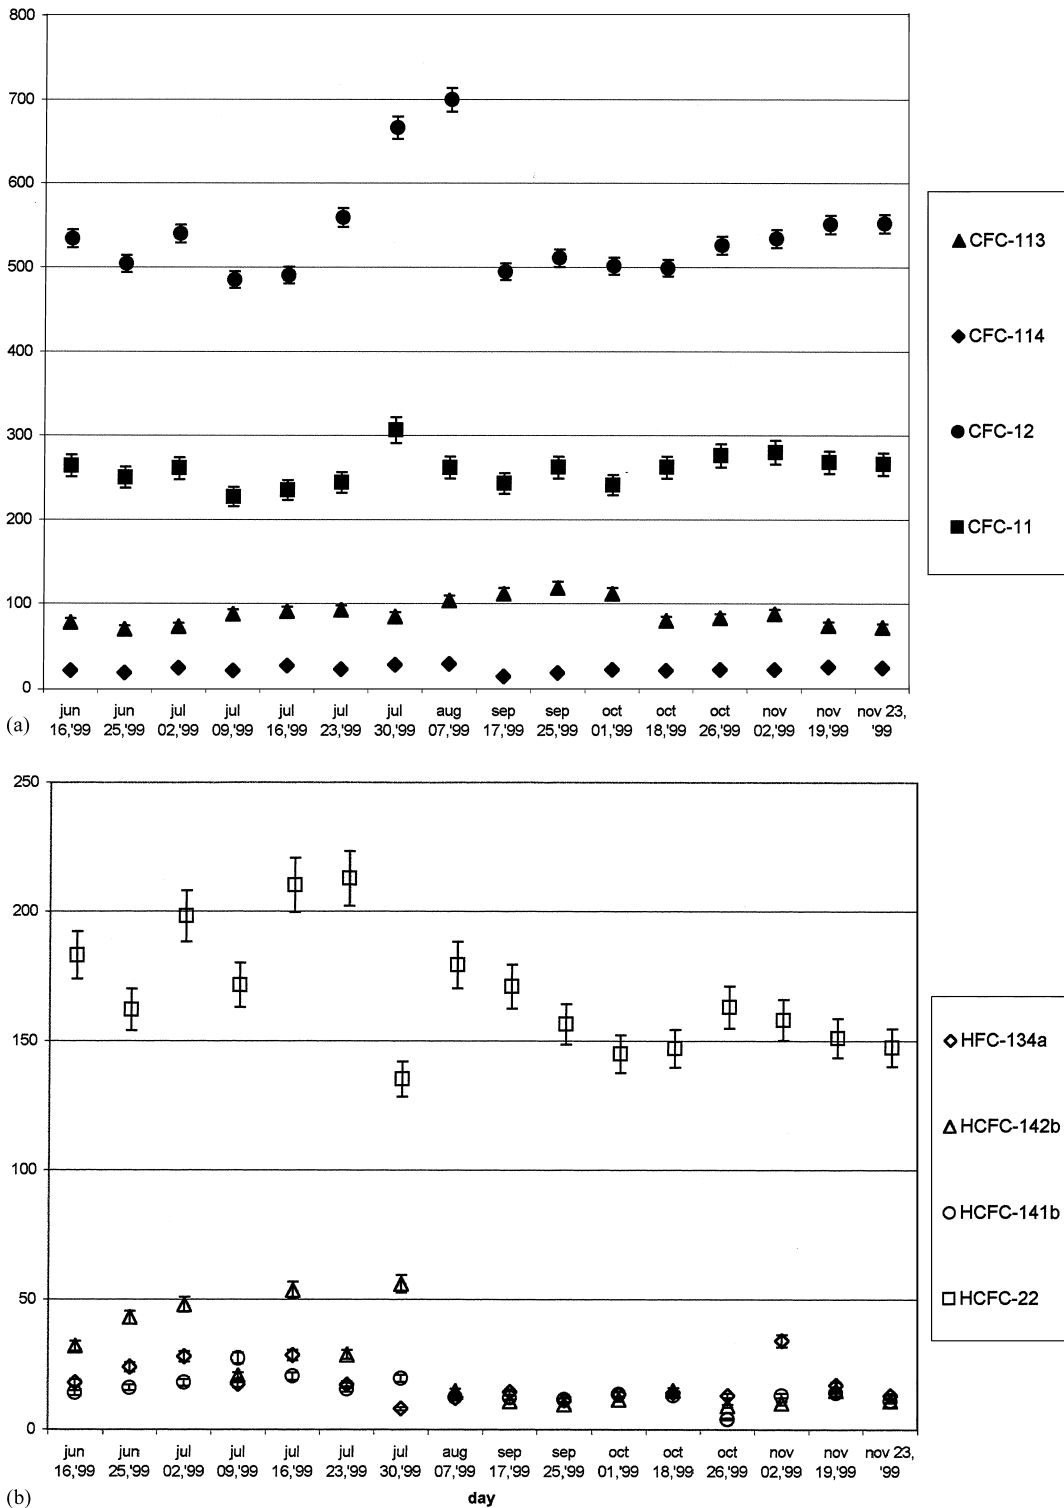 800
700
600
500
400
300
200
100
0
CFC-113
CFC-114
CFC-12
CFC-11
jun jun jul jul jul jul jul aug sep sep oct oct oct nov nov nov 23,
(a) 16,'99 25,'99 02,'99 09,'99 16,'99 23,'99 30,'99 07,'99 17,'99 25,'99 01,'99 18,'99 26,'99 02,'99 19,'99 '99
250
200
150
100
50
0
HFC-134a
HCFC-142b
HCFC-141b
HCFC-22
jun jun jul jul jul jul jul aug sep sep oct oct oct nov nov nov 23,
16,'99 25,'99 02,'99 09,'99 16,'99 23,'99 30,'99 07,'99 17,'99 25,'99 01,'99 18,'99 26,'99 02,'99 19,'99 '99
(b) day